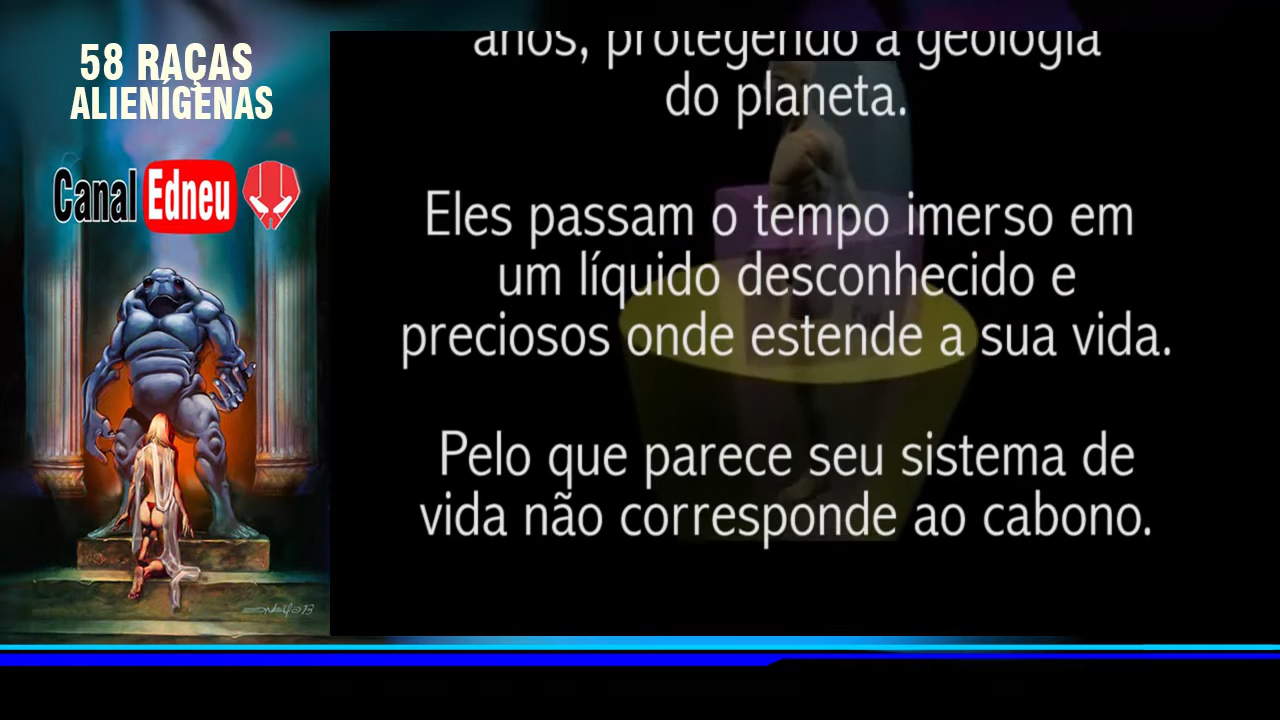 58 RAÇAS
ALIENÍGENAS
Canal Edneu
anos, protegendo a geologia
do planeta.
Eles passam o tempo imerso em
um líquido desconhecido e
preciosos onde estende a sua vida.
Pelo que parece seu sistema de
vida não corresponde ao cabono.